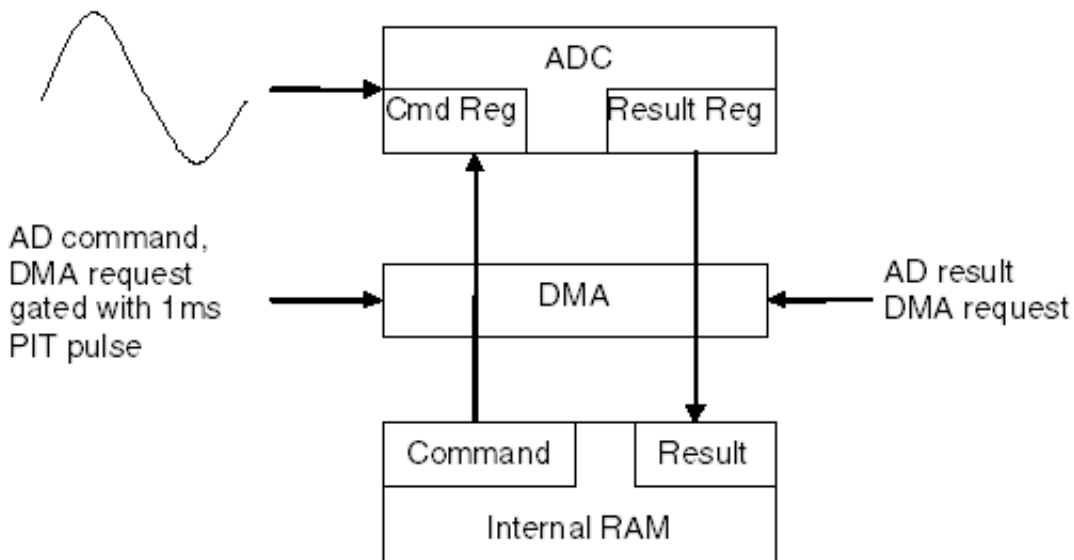 ADC
Cmd Reg
Result Reg
AD command,
DMA request
gated with 1ms
PIT pulse
DMA
AD result
DMA request
Command
Result
Internal RAM